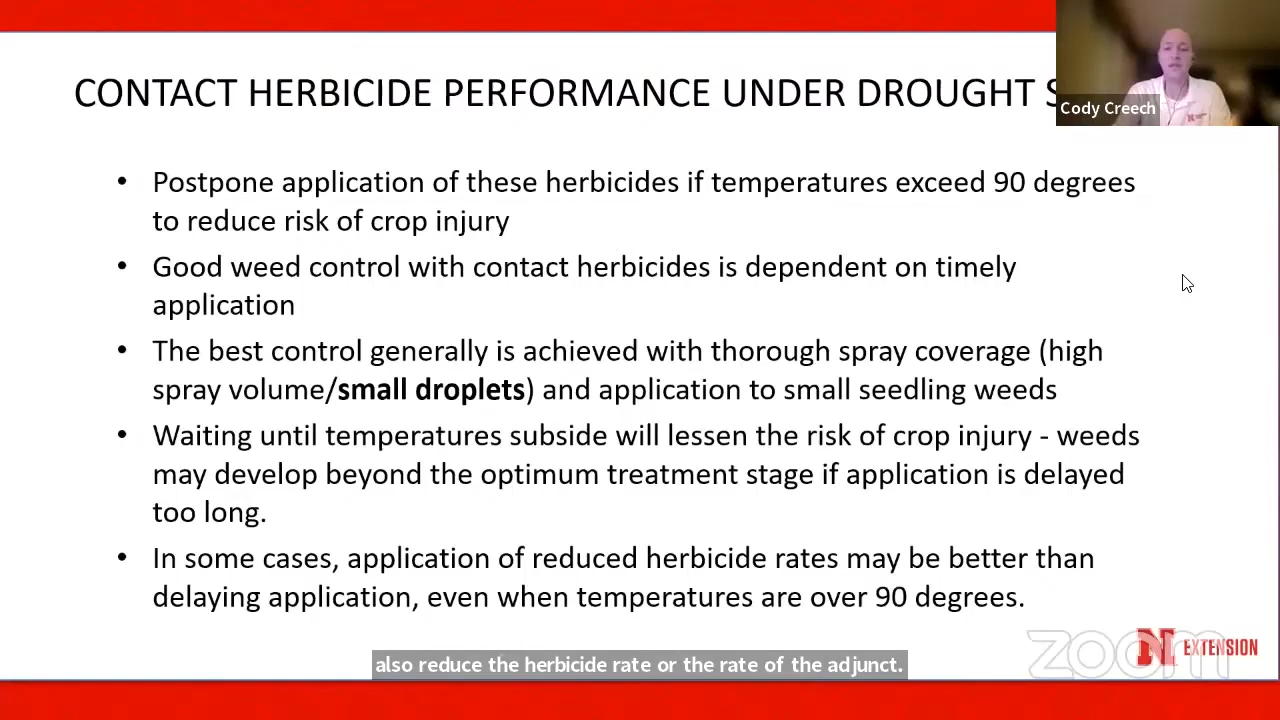 CONTACT HERBICIDE PERFORMANCE UNDER DROUGHT
Cody Creech
• Postpone application of these herbicides if temperatures exceed 90 degrees
to reduce risk of crop injury
• Good weed control with contact herbicides is dependent on timely
application
• The best control generally is achieved with thorough spray coverage (high
spray volume/small droplets) and application to small seedling weeds
• Waiting until temperatures subside will lessen the risk of crop injury - weeds
may develop beyond the optimum treatment stage if application is delayed
too long.
• In some cases, application of reduced herbicide rates may be better than
delaying application, even when temperatures are over 90 degrees.
zoom
N EXTENSION
also reduce the herbicide rate or the rate of the adjunct.